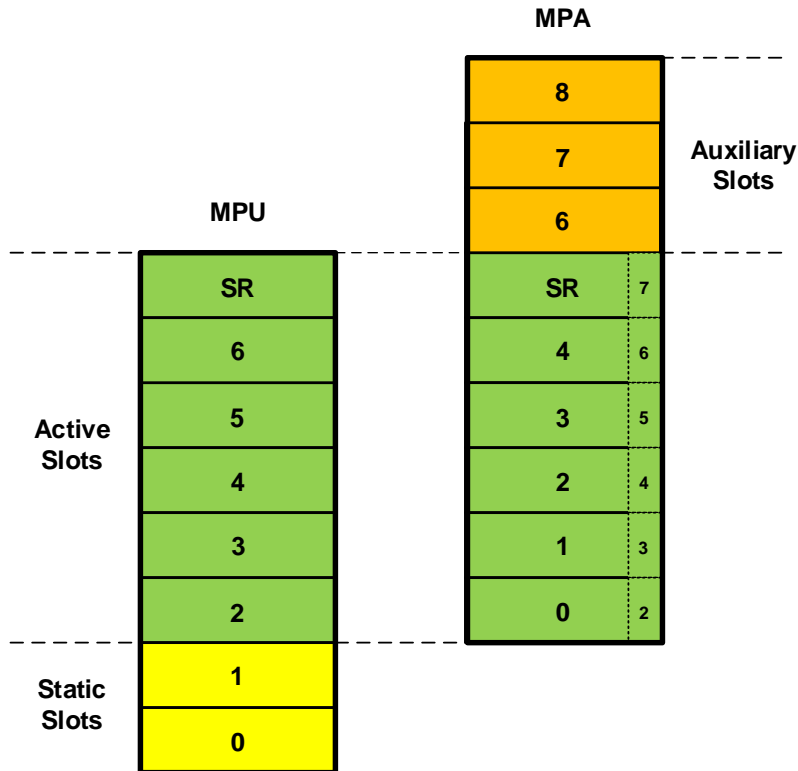 MPA
8
7
6
Auxiliary
Slots
MPU
SR
6
5
4
3
2
1
0
Active
Slots
Static
Slots
SR 7
4 6
3 5
2 4
1 3
0 2